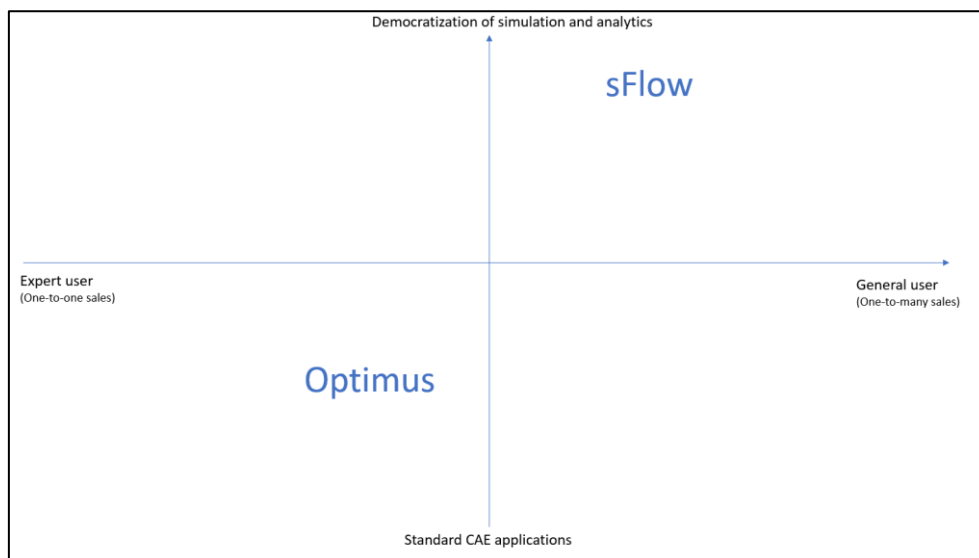 Democratization of simulation and analytics
sFlow
Expert user
(One-to-one sales)
General user
(One-to-many sales)
Optimus
Standard CAE applications